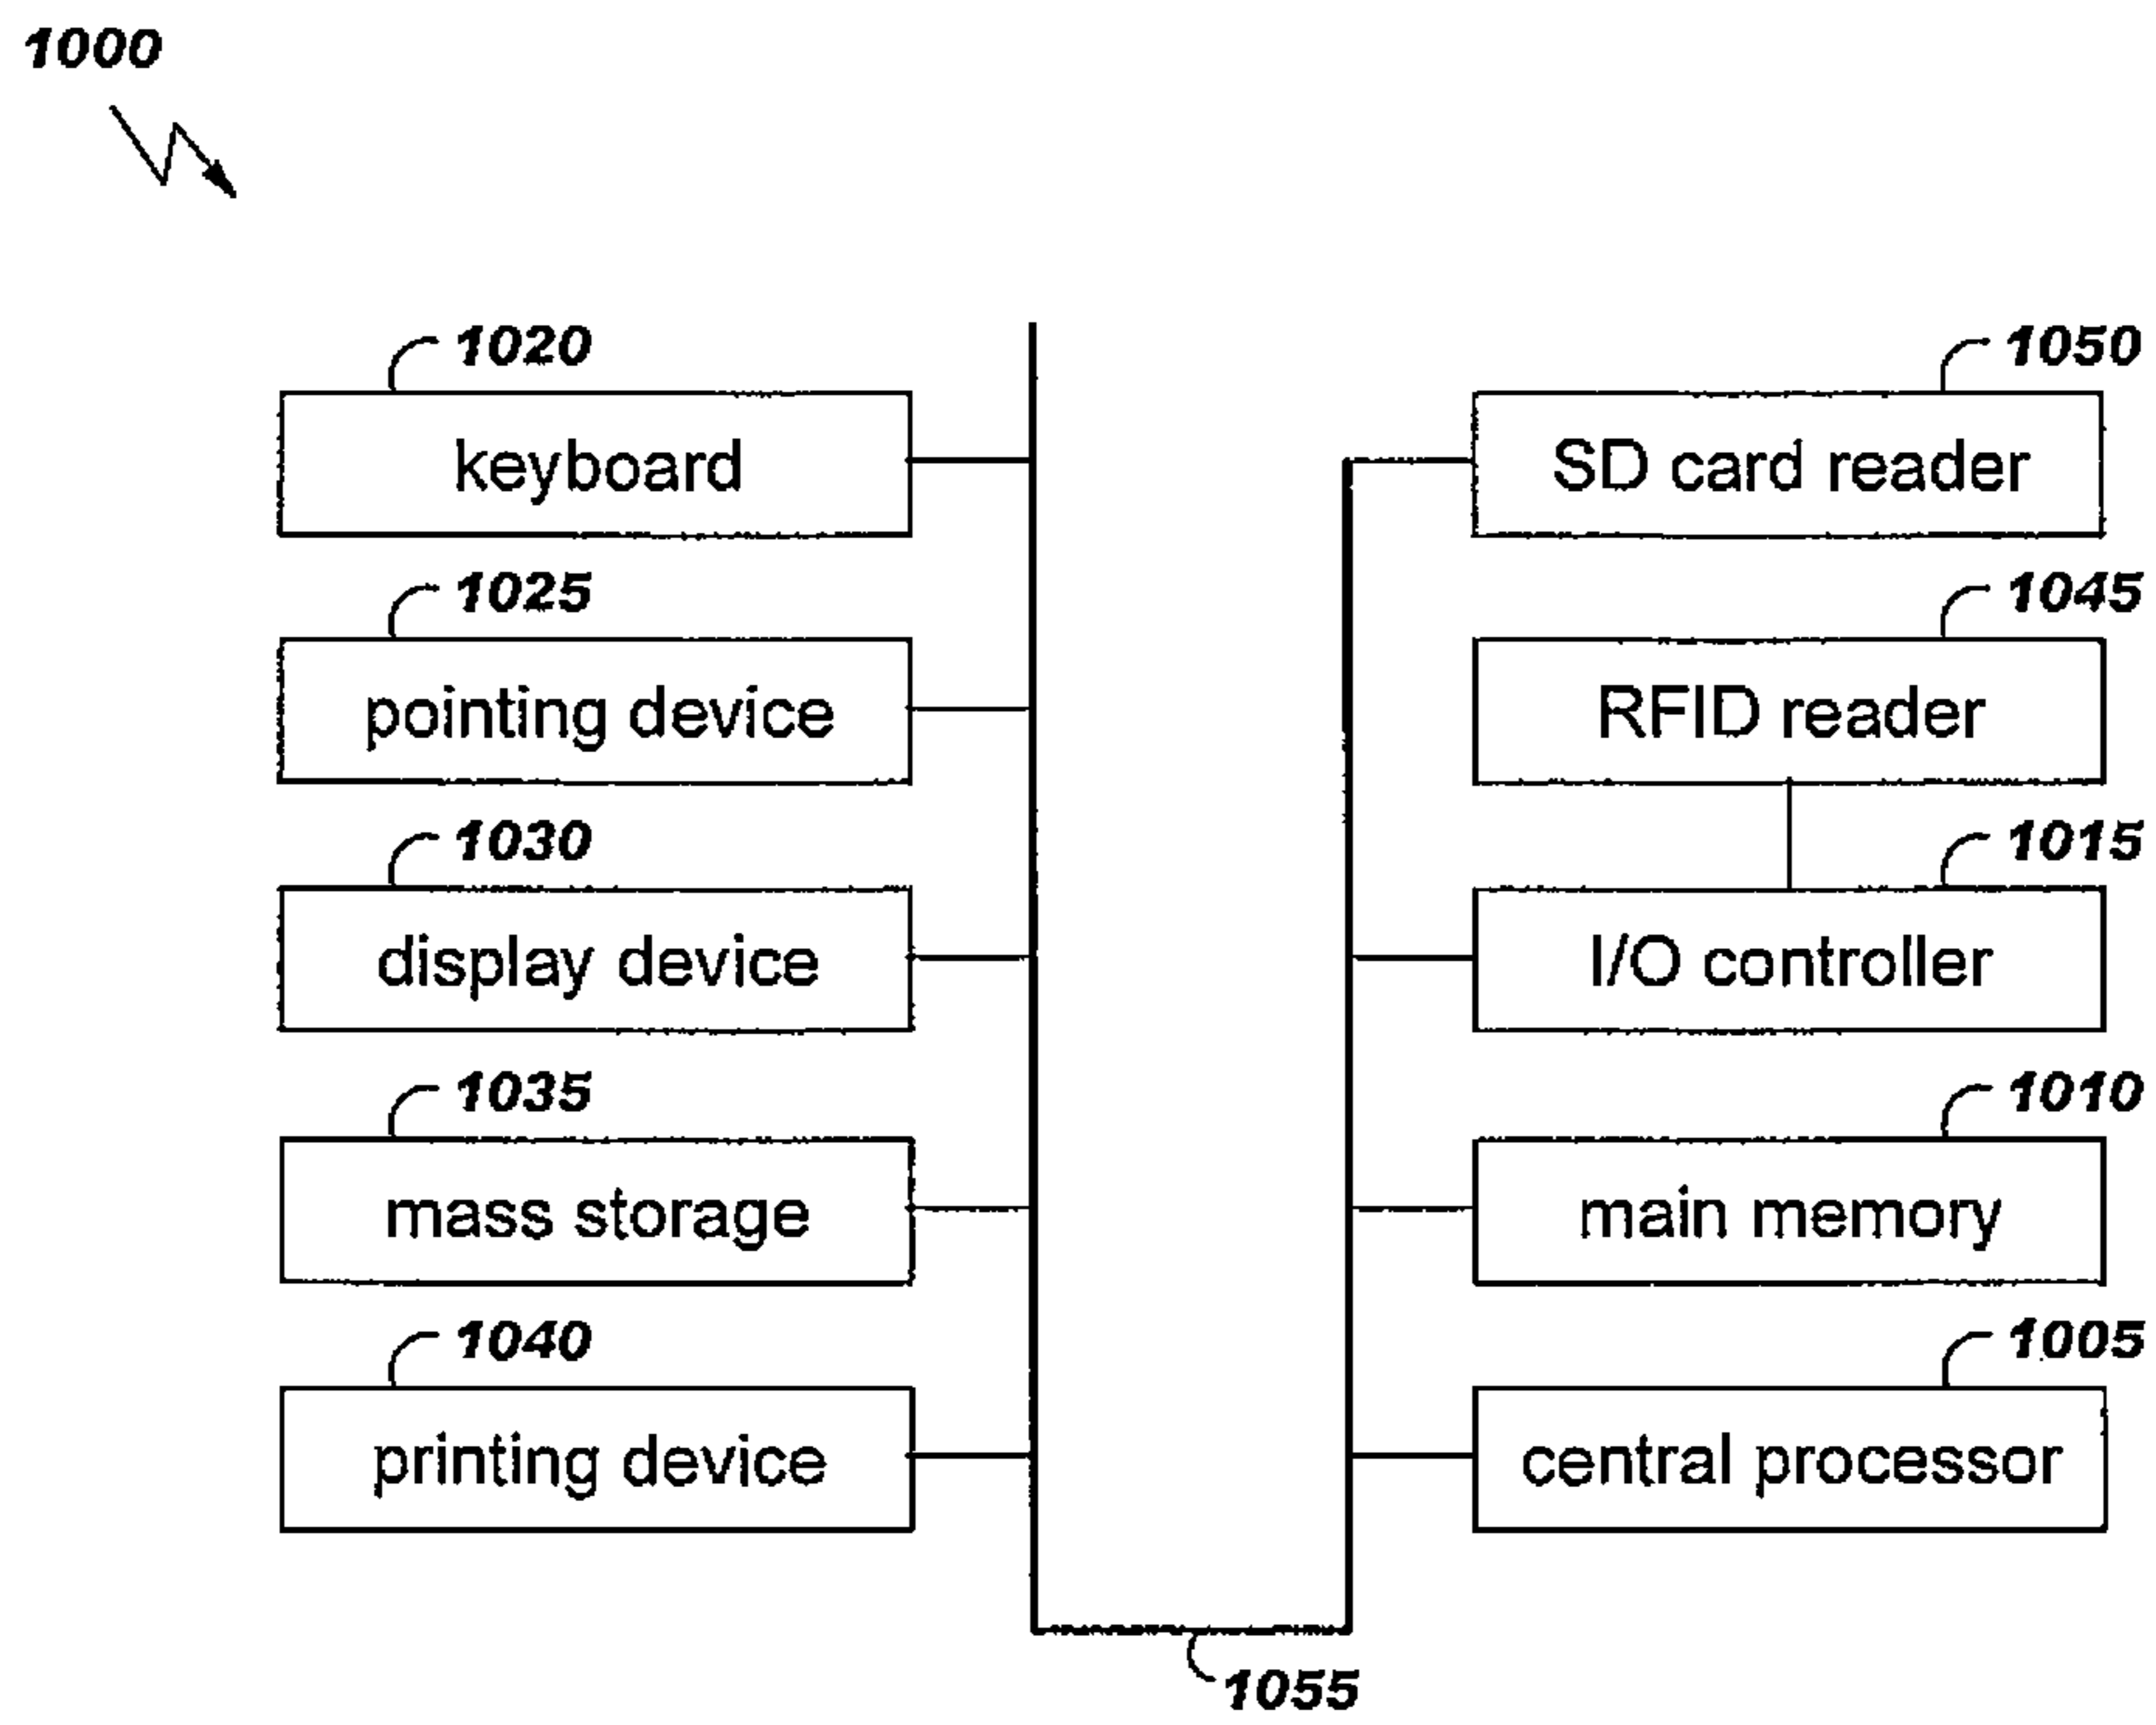 1000
1020
keyboard
1025
pointing device
1030
display device
1035
mass storage
1040
printing device
1050
SD card reader
1045
RFID reader
1015
I/O controller
1010
main memory
1005
central processor
1055